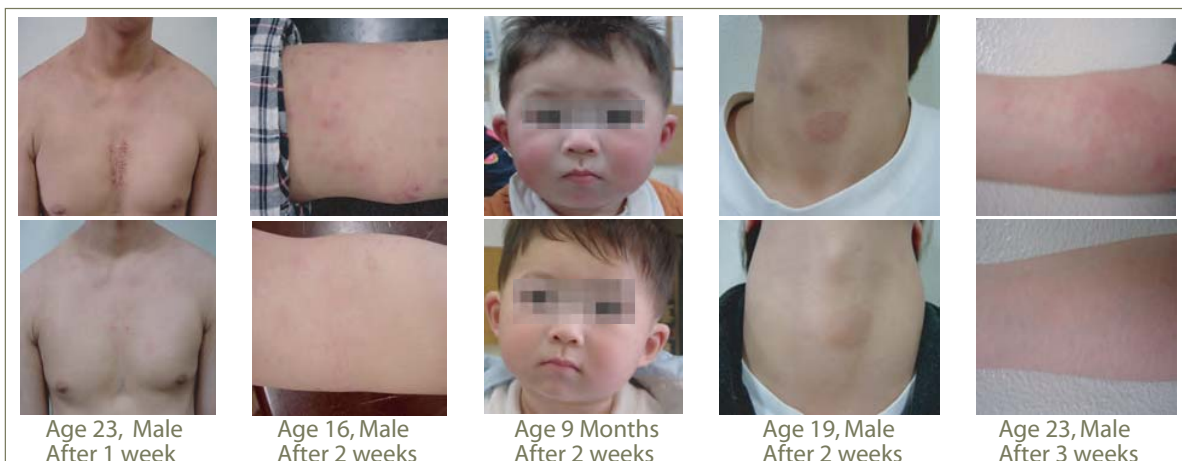 Age 23, Male
After 1 week
Age 16, Male
After 2 weeks
Age 9 Months
After 2 weeks
Age 19, Male
After 2 weeks
Age 23, Male
After 3 weeks